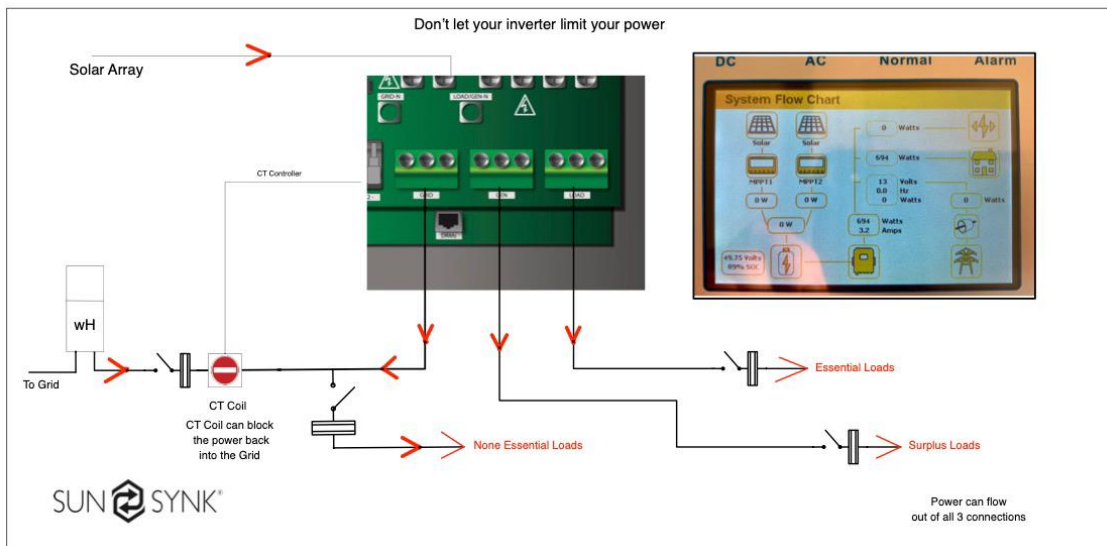 Don't let your inverter limit your power
Solar Array
GRID-N
LOAD/GEN-N
CT Controller
GRID
GEN
LOAD
DRMs
DC AC Normal Alarm
System Flow Chart
Solar Solar
MPPT1 MPPT2
0 W 0 W
0 W
49.75 Volts
89% SOC
0 Watts
694 Watts
13 Volts
0.0 Hz
0 Watts
694 Watts
3.2 Amps
0 Watts
wH
To Grid
CT Coil
CT Coil can block
the power back
into the Grid
None Essential Loads
Essential Loads
Surplus Loads
SUN SYNK®
Power can flow
out of all 3 connections